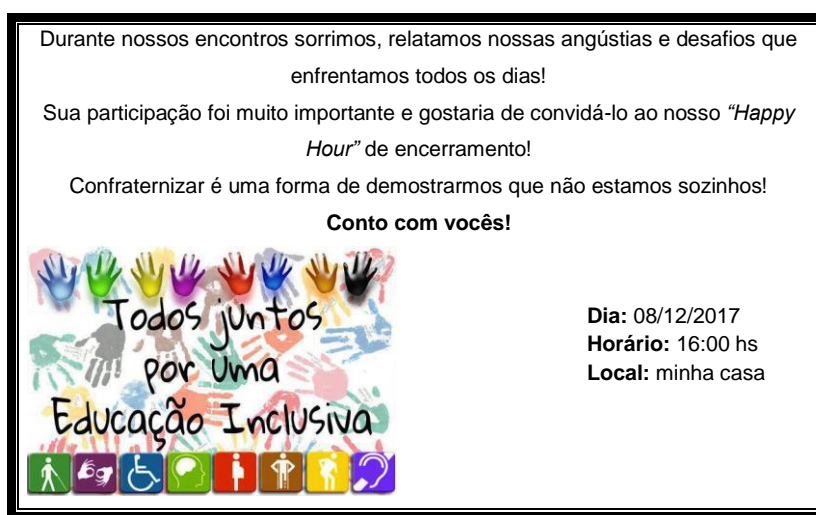 Durante nossos encontros sorrimos, relatamos nossas angústias e desafios que
enfrentamos todos os dias!
Sua participação foi muito importante e gostaria de convidá-lo ao nosso “Happy
Hour” de encerramento!
Confraternizar é uma forma de demostrarmos que não estamos sozinhos!
Conto com vocês!
Todos juntos
por uma
Educação Inclusiva
Dia: 08/12/2017
Horário: 16:00 hs
Local: minha casa